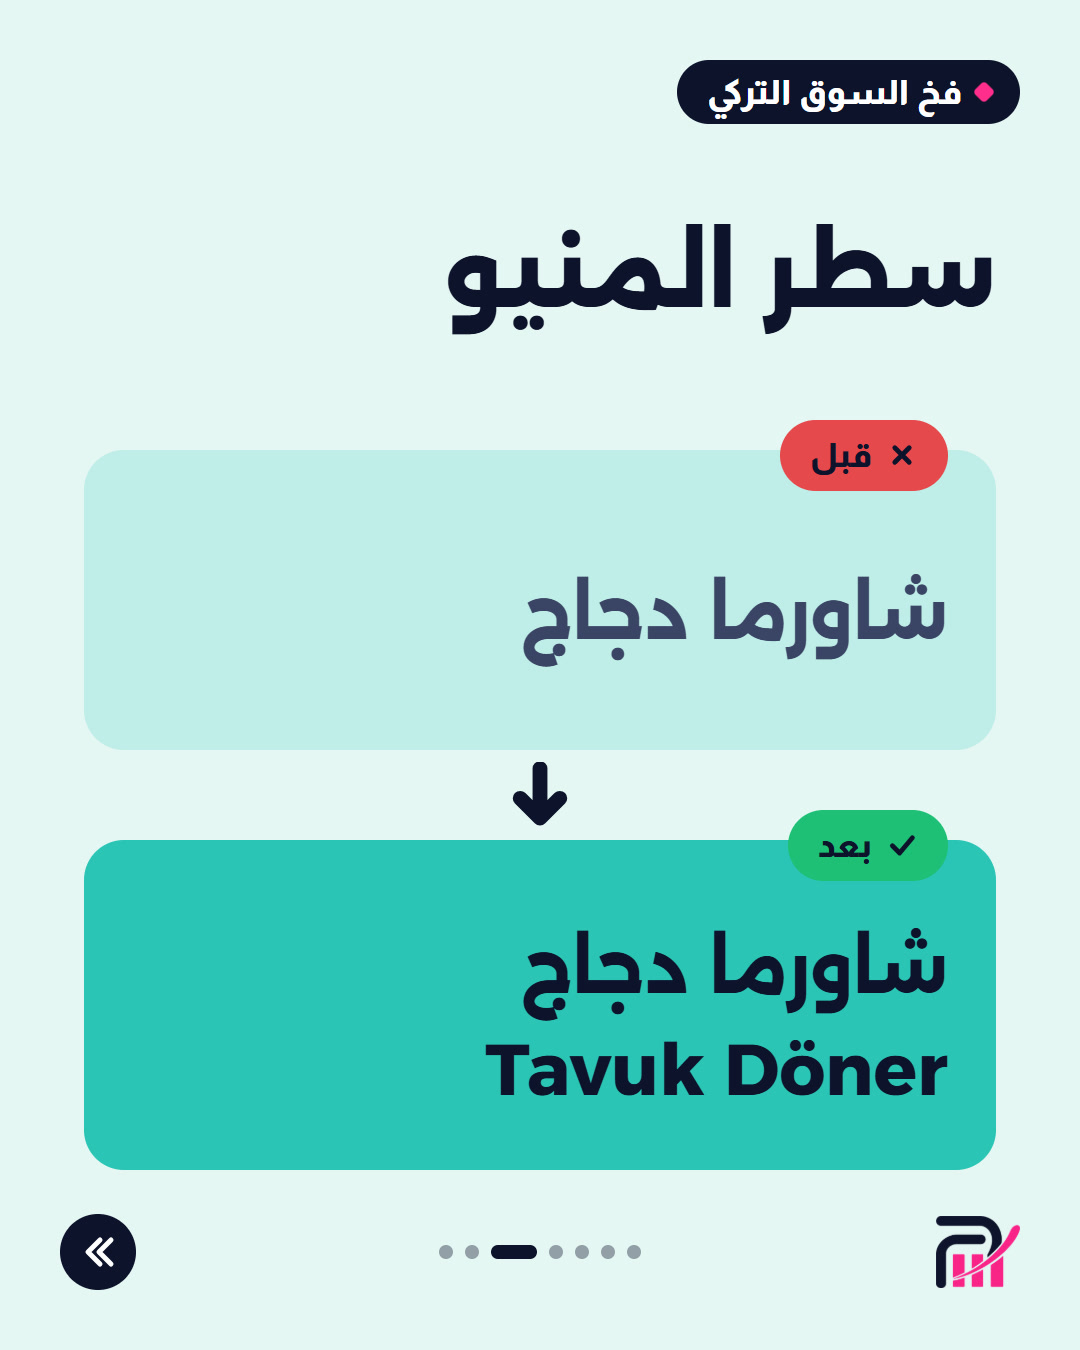 فخ السوق التركي
سطر المنيو
قبل
شاورما دجاج
بعد
شاورما دجاج
Tavuk Döner